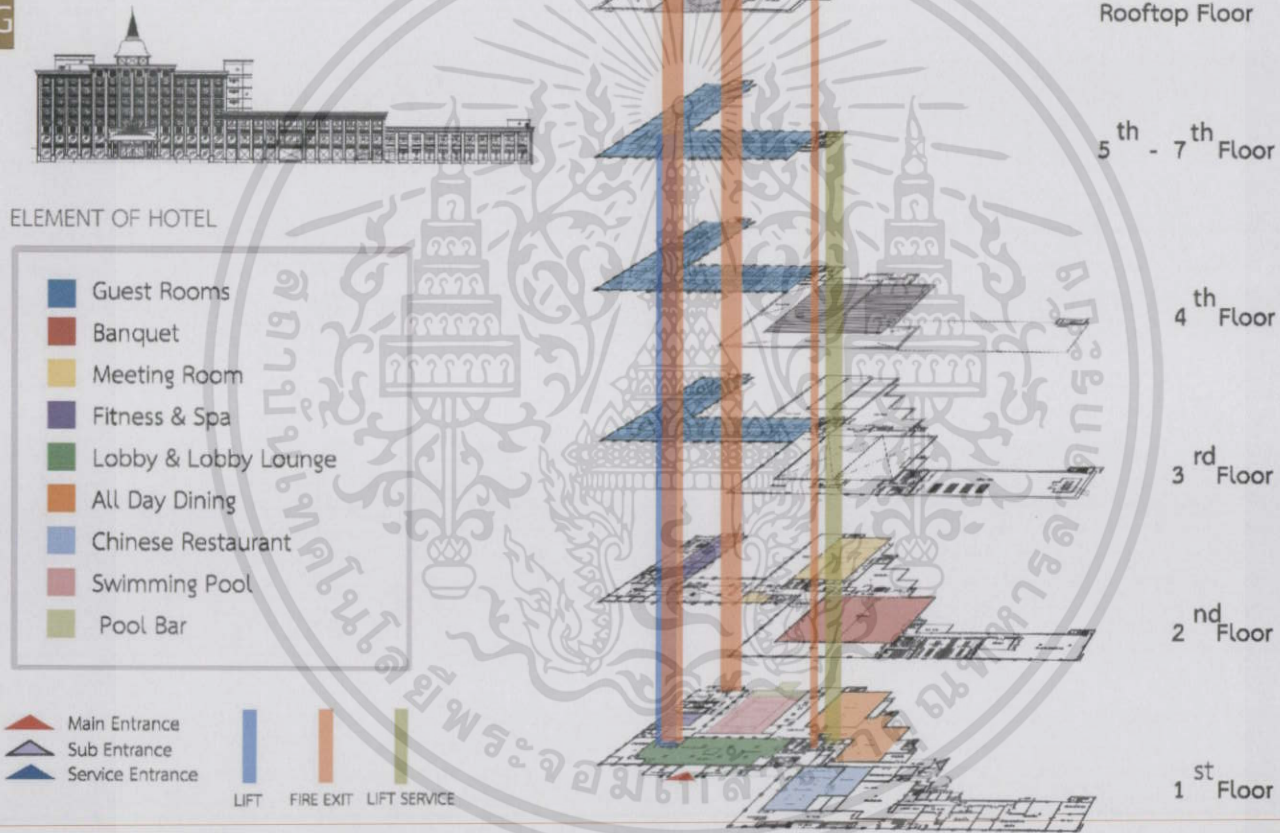 G
Rooftop Floor
5th - 7th Floor
ELEMENT OF HOTEL
Guest Rooms
Banquet
Meeting Room
Fitness & Spa
Lobby & Lobby Lounge
All Day Dining
Chinese Restaurant
Swimming Pool
Pool Bar
4th Floor
3rd Floor
2nd Floor
1st Floor
Main Entrance
Sub Entrance
Service Entrance
LIFT
FIRE EXIT
LIFT SERVICE